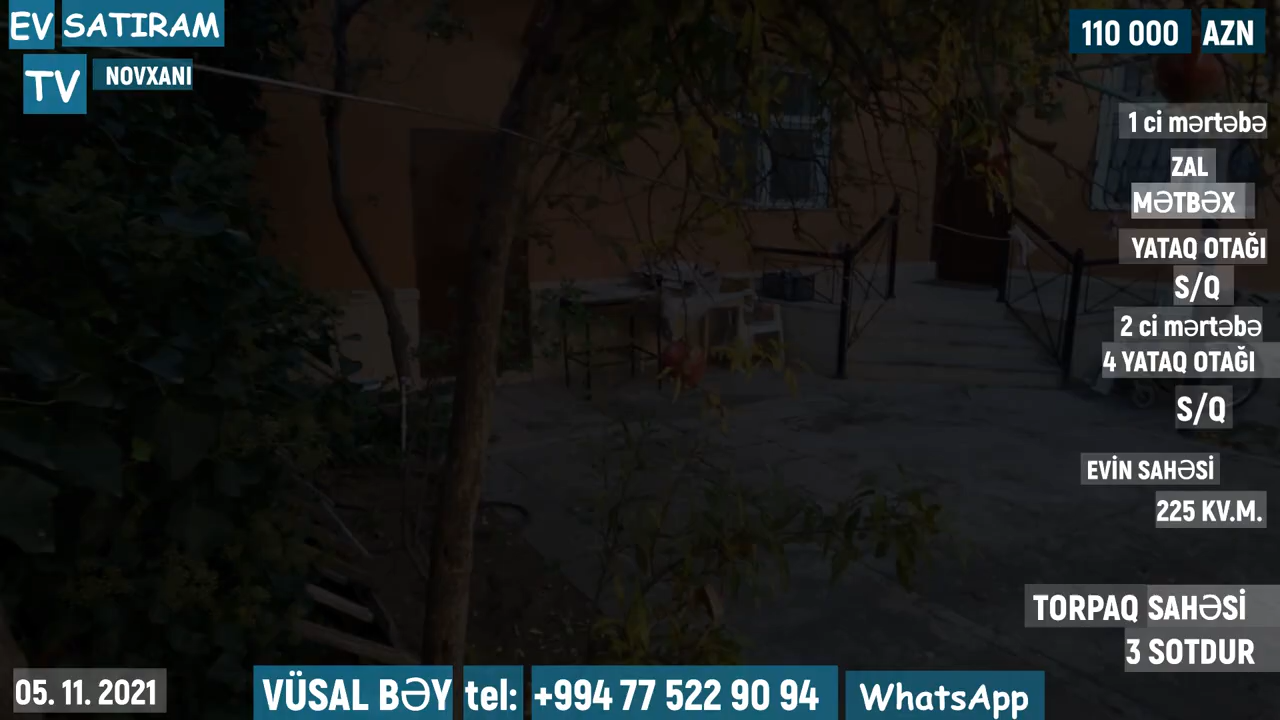 EV SATIRAM
TV NOVXANI
110 000 AZN
1 ci mərtəbə
ZAL
MƏTBƏX
YATAQ OTAĞI
S/Q
2 ci mərtəbə
4 YATAQ OTAĞI
S/Q
EVİN SAHƏSİ
225 KV.M.
TORPAQ SAHƏSİ
3 SOTDUR
05. 11. 2021
VÜSAL BƏY tel: +994 77 522 90 94 WhatsApp